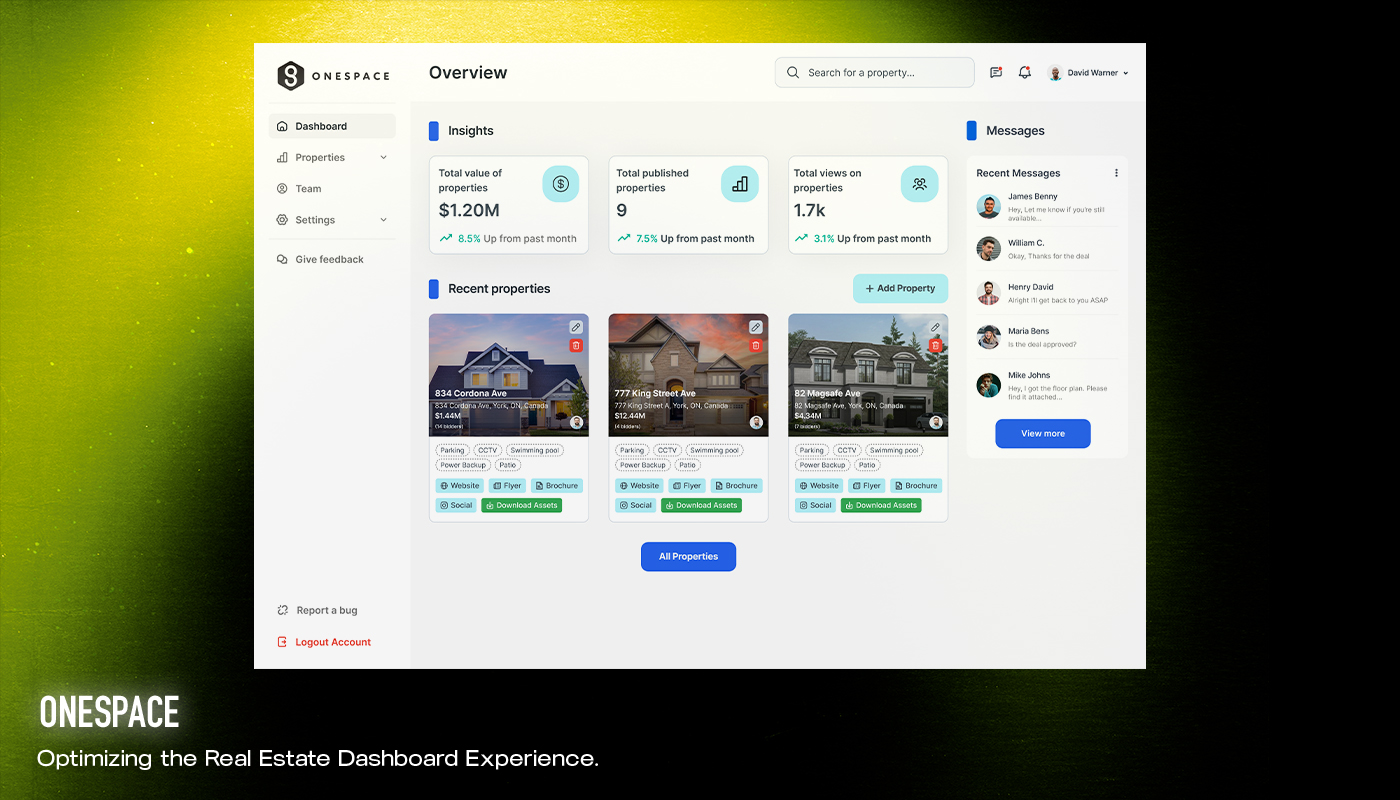 ONESPACE
Overview
Search for a property...
David Warner
Dashboard
Properties
Team
Settings
Give feedback
Report a bug
Logout Account
Insights
Total value of
properties
$1.20M
8.5% Up from past month
Total published
properties
9
7.5% Up from past month
Total views on
properties
1.7k
3.1% Up from past month
Recent properties
+ Add Property
834 Cordona Ave
834 Cordona Ave, York, ON, Canada
$1.44M
(14 bidders)
Parking CCTV Swimming pool
Power Backup Patio
Website Flyer Brochure
Social Download Assets
777 King Street Ave
777 King Street A, York, ON, Canada
$12.44M
(4 bidders)
Parking CCTV Swimming pool
Power Backup Patio
Website Flyer Brochure
Social Download Assets
82 Magsafe Ave
82 Magsafe Ave, York, ON, Canada
$4.34M
(7 bidders)
Parking CCTV Swimming pool
Power Backup Patio
Website Flyer Brochure
Social Download Assets
All Properties
Messages
Recent Messages
James Benny
Hey, Let me know if you're still
available...
William C.
Okay, Thanks for the deal
Henry David
Alright I'll get back to you ASAP
Maria Bens
Is the deal approved?
Mike Johns
Hey, I got the floor plan. Please
find it attached...
View more
ONESPACE
Optimizing the Real Estate Dashboard Experience.